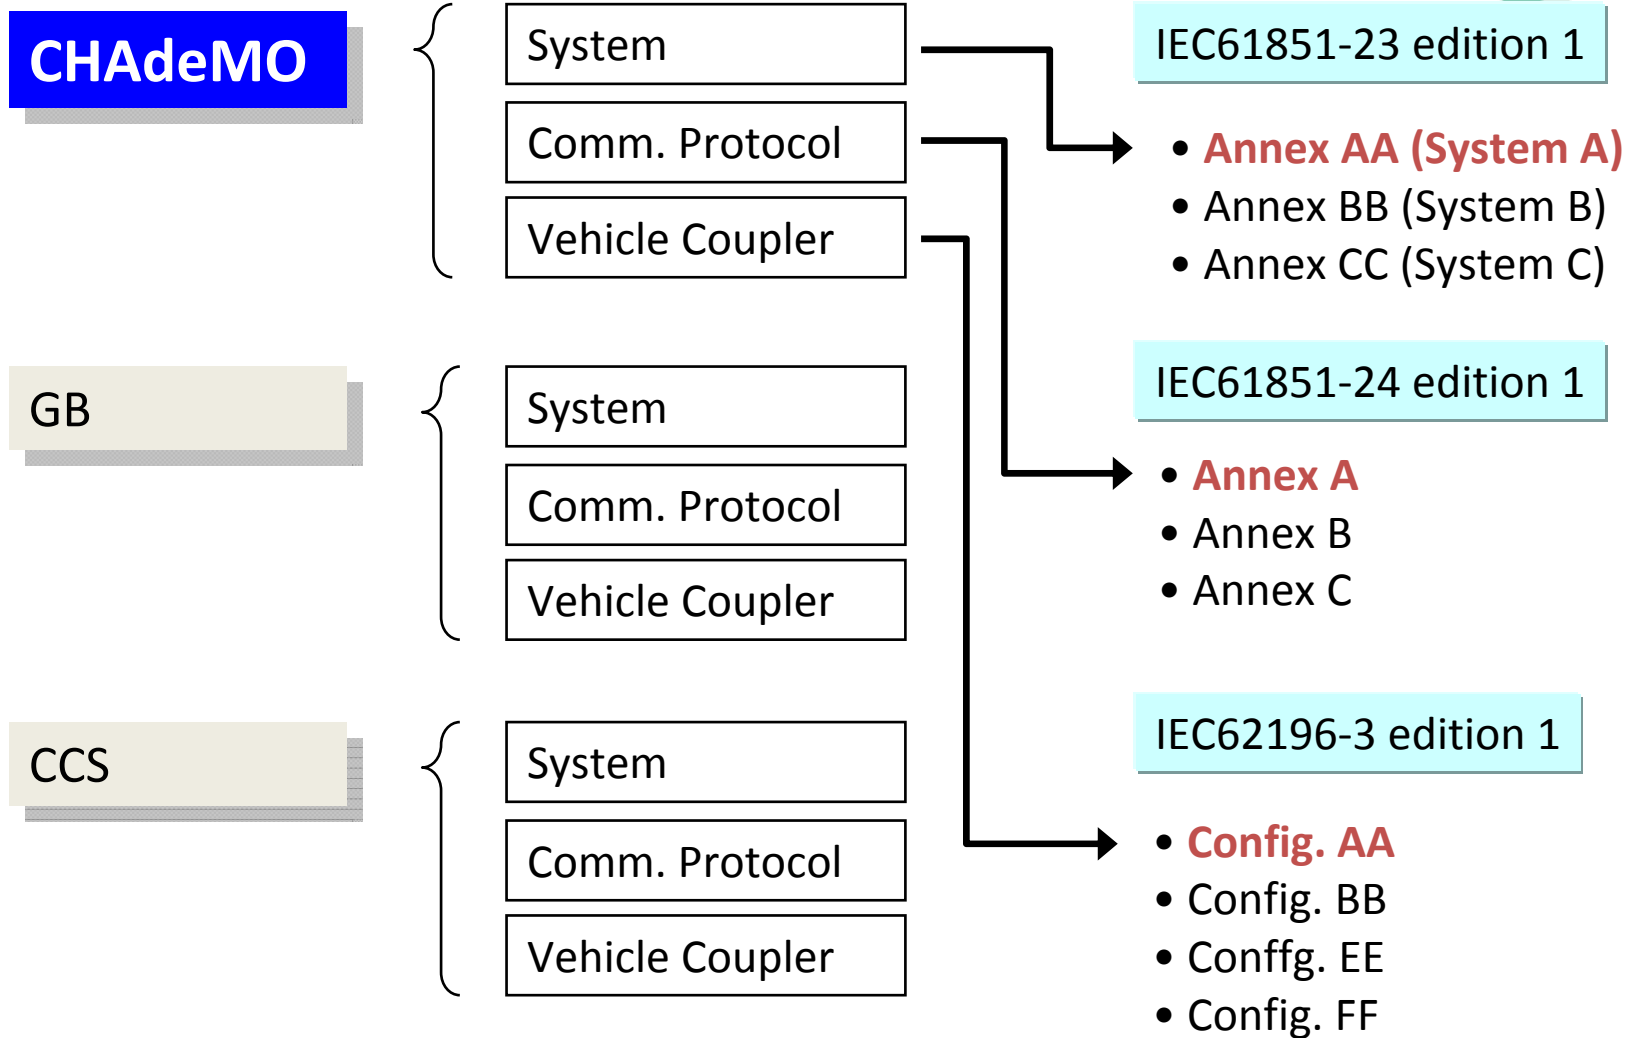 CHAdeMO
System
Comm. Protocol
Vehicle Coupler
GB
System
Comm. Protocol
Vehicle Coupler
CCS
System
Comm. Protocol
Vehicle Coupler
IEC61851-23 edition 1
• Annex AA (System A)
• Annex BB (System B)
• Annex CC (System C)
IEC61851-24 edition 1
• Annex A
• Annex B
• Annex C
IEC62196-3 edition 1
• Config. AA
• Config. BB
• Conffg. EE
• Config. FF